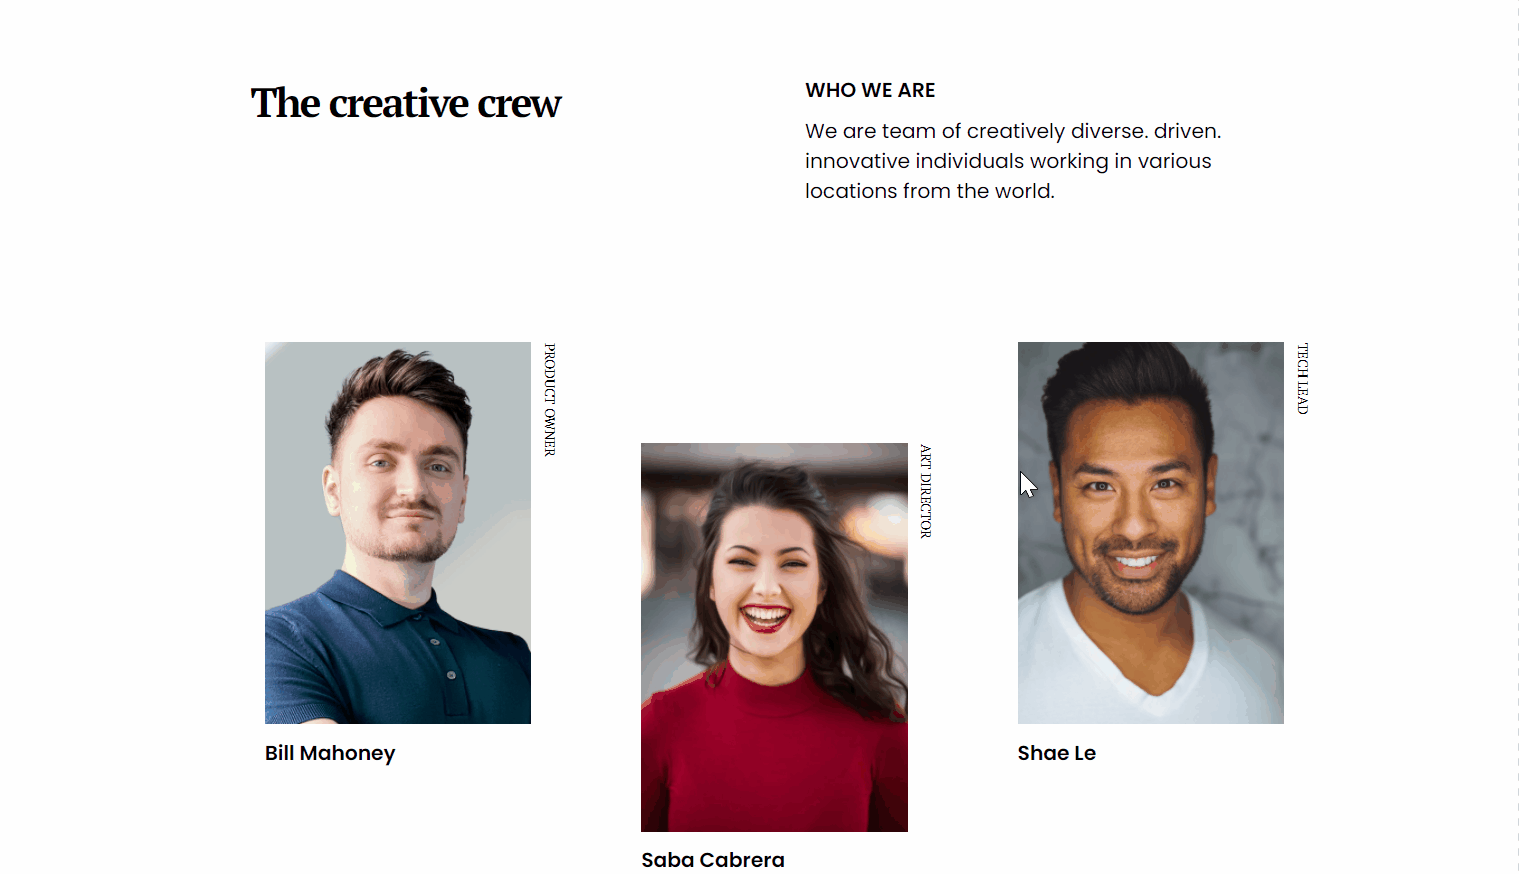 The creative crew
WHO WE ARE
We are team of creatively diverse. driven.
innovative individuals working in various
locations from the world.
PRODUCT OWNER
Bill Mahoney
ART DIRECTOR
Saba Cabrera
TECH LEAD
Shae Le